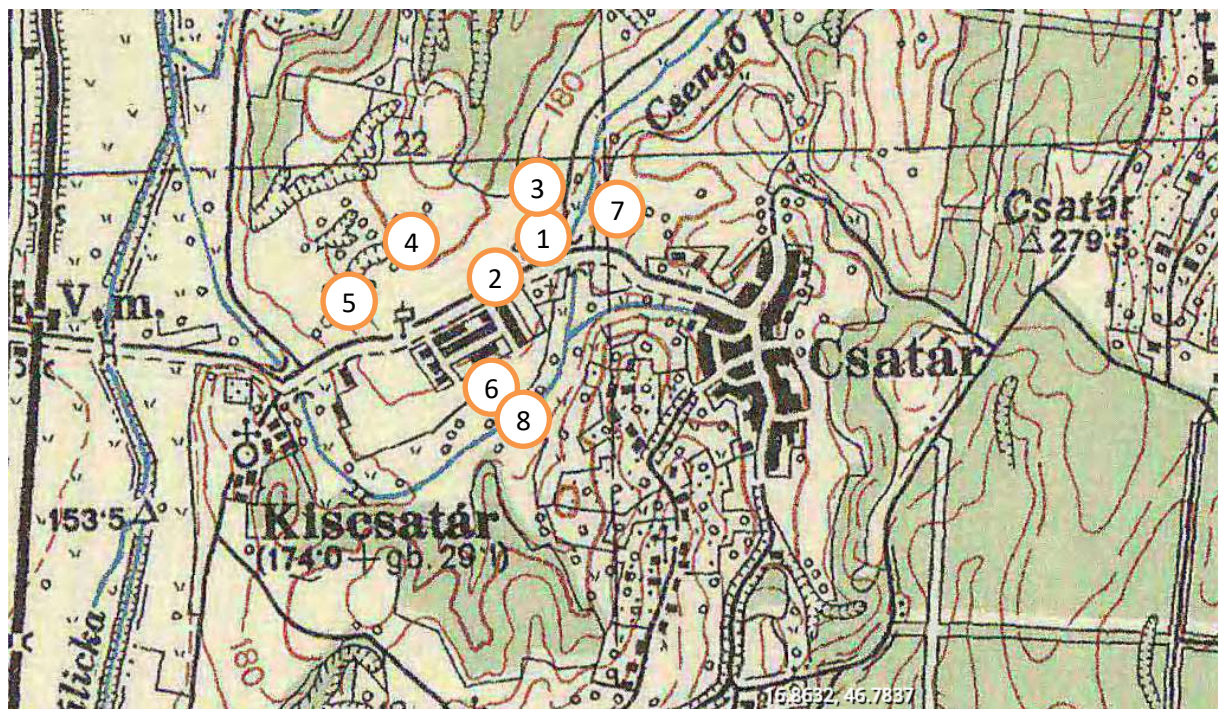 180
Csengő
22
3
7
Csatár
279·5
4
1
2
5
V. m.
Csatár
6
8
153·5
Kiscsatár
(174·0 + gb. 29·1)
180
16.8632, 46.7837